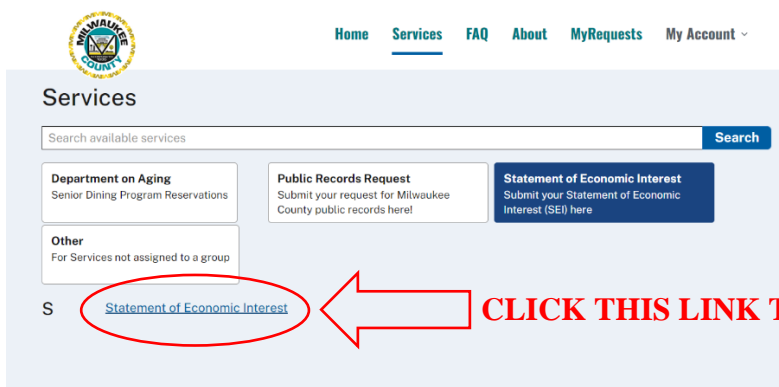 MILWAUKEE
COUNTY
Home Services FAQ About MyRequests My Account
Services
Search available services Search
Department on Aging
Senior Dining Program Reservations
Public Records Request
Submit your request for Milwaukee
County public records here!
Statement of Economic Interest
Submit your Statement of Economic
Interest (SEI) here
Other
For Services not assigned to a group
S Statement of Economic Interest
CLICK THIS LINK T